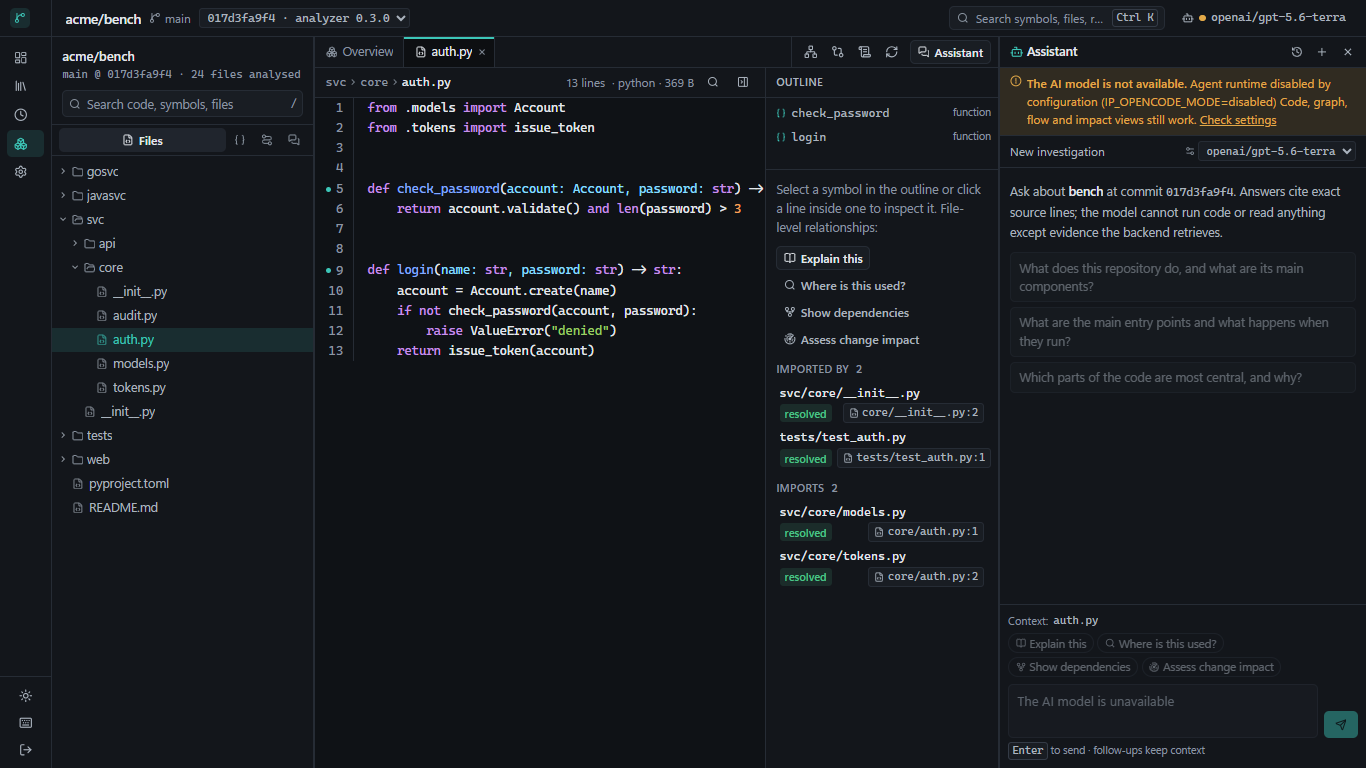 acme/bench main 017d3fa9f4 · analyzer 0.3.0 Search symbols, files, r... Ctrl K openai/gpt-5.6-terra
acme/bench
main @ 017d3fa9f4 · 24 files analysed
Search code, symbols, files /
Files
gosvc
javasvc
svc
api
core
__init__.py
audit.py
auth.py
models.py
tokens.py
__init__.py
tests
web
pyproject.toml
README.md
Overview auth.py × Assistant
svc > core > auth.py 13 lines · python · 369 B
1 from .models import Account
2 from .tokens import issue_token
3
4
5 def check_password(account: Account, password: str) ->
6 return account.validate() and len(password) > 3
7
8
9 def login(name: str, password: str) -> str:
10 account = Account.create(name)
11 if not check_password(account, password):
12 raise ValueError("denied")
13 return issue_token(account)
OUTLINE
check_password function
login function
Select a symbol in the outline or click
a line inside one to inspect it. File-
level relationships:
Explain this
Where is this used?
Show dependencies
Assess change impact
IMPORTED BY 2
svc/core/__init__.py
resolved core/__init__.py:2
tests/test_auth.py
resolved tests/test_auth.py:1
IMPORTS 2
svc/core/models.py
resolved core/auth.py:1
svc/core/tokens.py
resolved core/auth.py:2
Assistant
The AI model is not available. Agent runtime disabled by
configuration (IP_OPENCODE_MODE=disabled) Code, graph,
flow and impact views still work. Check settings
New investigation openai/gpt-5.6-terra
Ask about bench at commit 017d3fa9f4. Answers cite exact
source lines; the model cannot run code or read anything
except evidence the backend retrieves.
What does this repository do, and what are its main
components?
What are the main entry points and what happens when
they run?
Which parts of the code are most central, and why?
Context: auth.py
Explain this Where is this used?
Show dependencies Assess change impact
The AI model is unavailable
Enter to send · follow-ups keep context